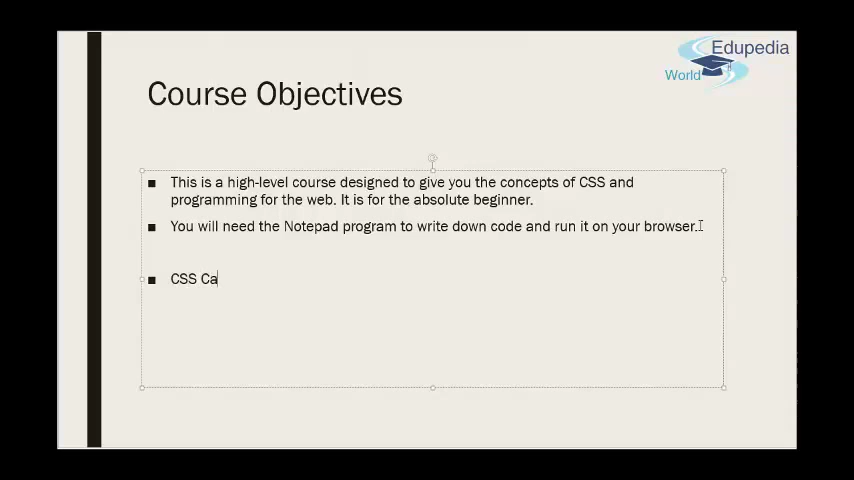 Edupedia
World
Course Objectives
■ This is a high-level course designed to give you the concepts of CSS and
programming for the web. It is for the absolute beginner.
■ You will need the Notepad program to write down code and run it on your browser.
■ CSS Ca